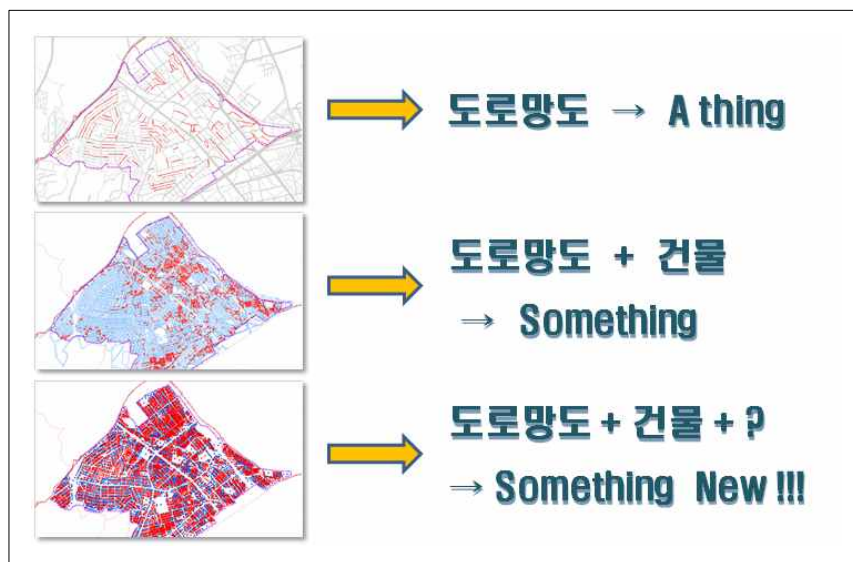 도로망도 → A thing
도로망도 + 건물
→ Something
도로망도 + 건물 + ?
→ Something New !!!